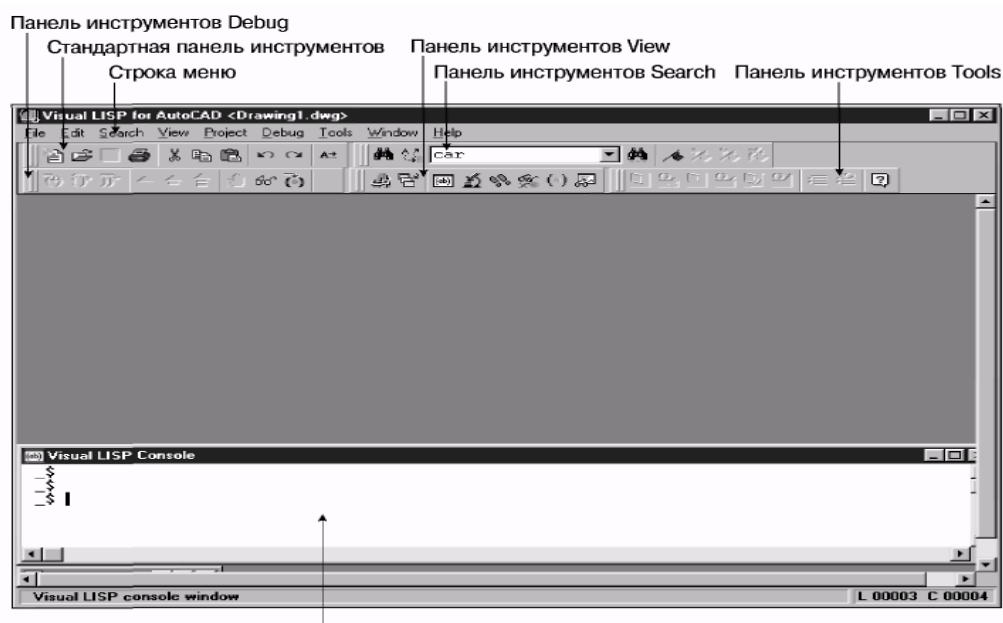 Панель инструментов Debug
Стандартная панель инструментов
Панель инструментов View
Строка меню
Панель инструментов Search
Панель инструментов Tools
Visual LISP for AutoCAD <Drawing1.dwg>
File Edit Search View Project Debug Tools Window Help
car
Visual LISP Console
_$
_$
_$
Visual LISP console window
L 00003 C 00004